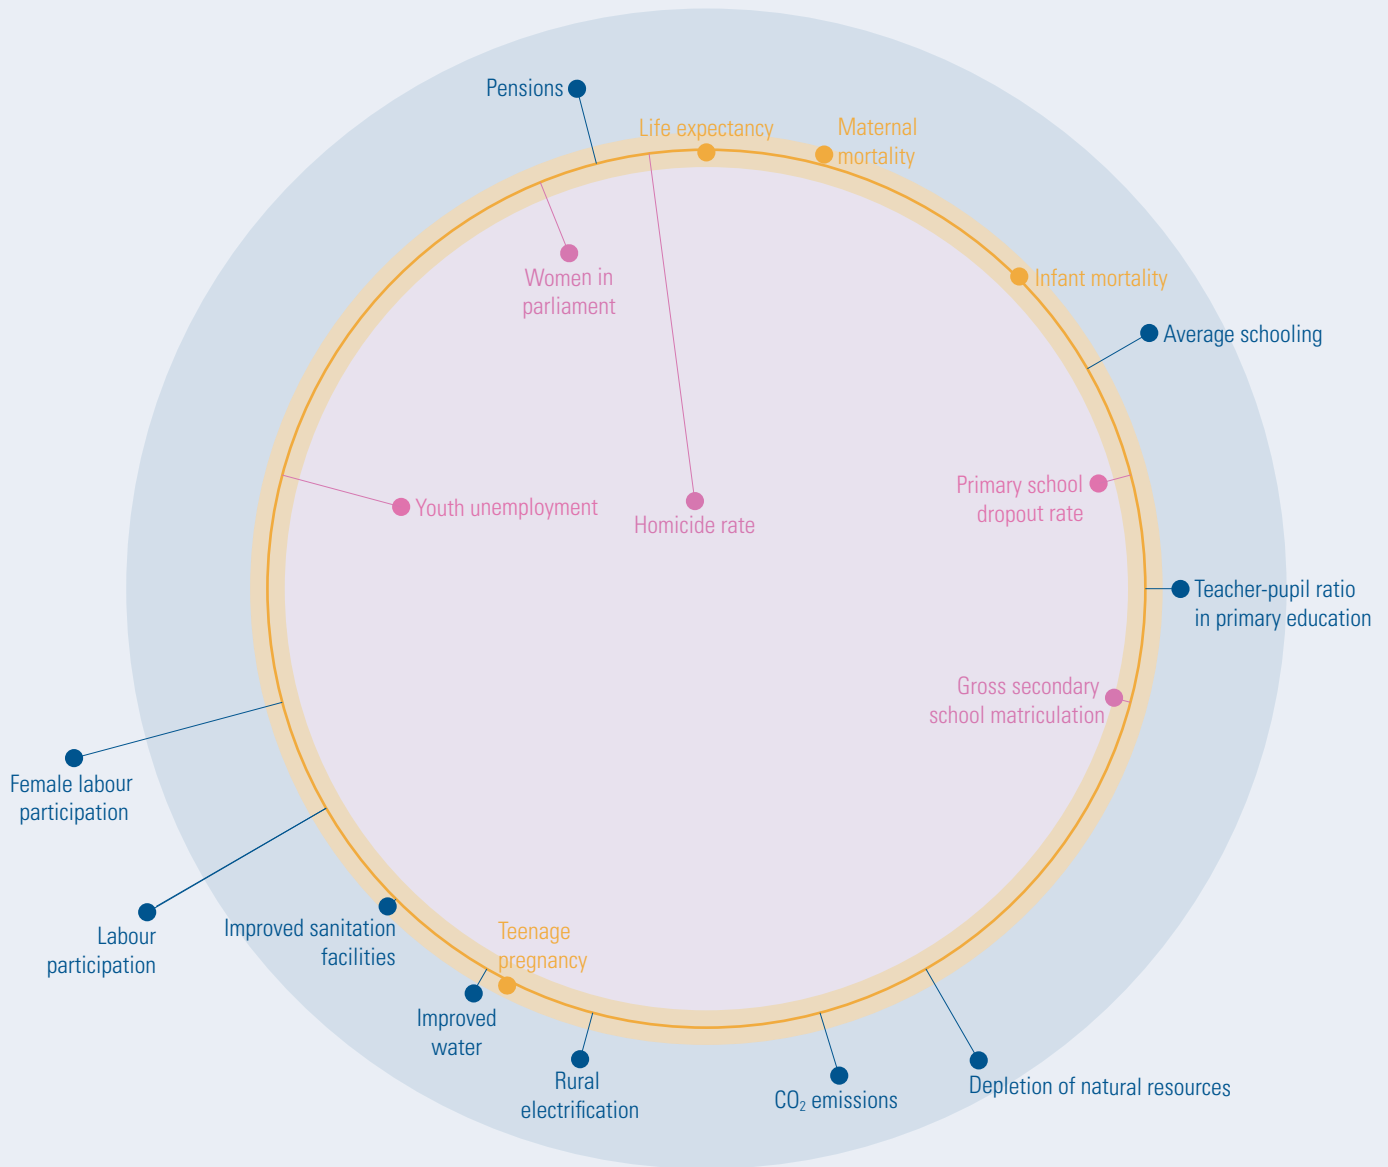 Pensions
Life expectancy
Maternal
mortality
Women in
parliament
Infant mortality
Average schooling
Youth unemployment
Homicide rate
Primary school
dropout rate
Teacher-pupil ratio
in primary education
Gross secondary
school matriculation
Female labour
participation
Labour
participation
Improved sanitation
facilities
Teenage
pregnancy
Improved
water
Rural
electrification
CO₂ emissions
Depletion of natural resources